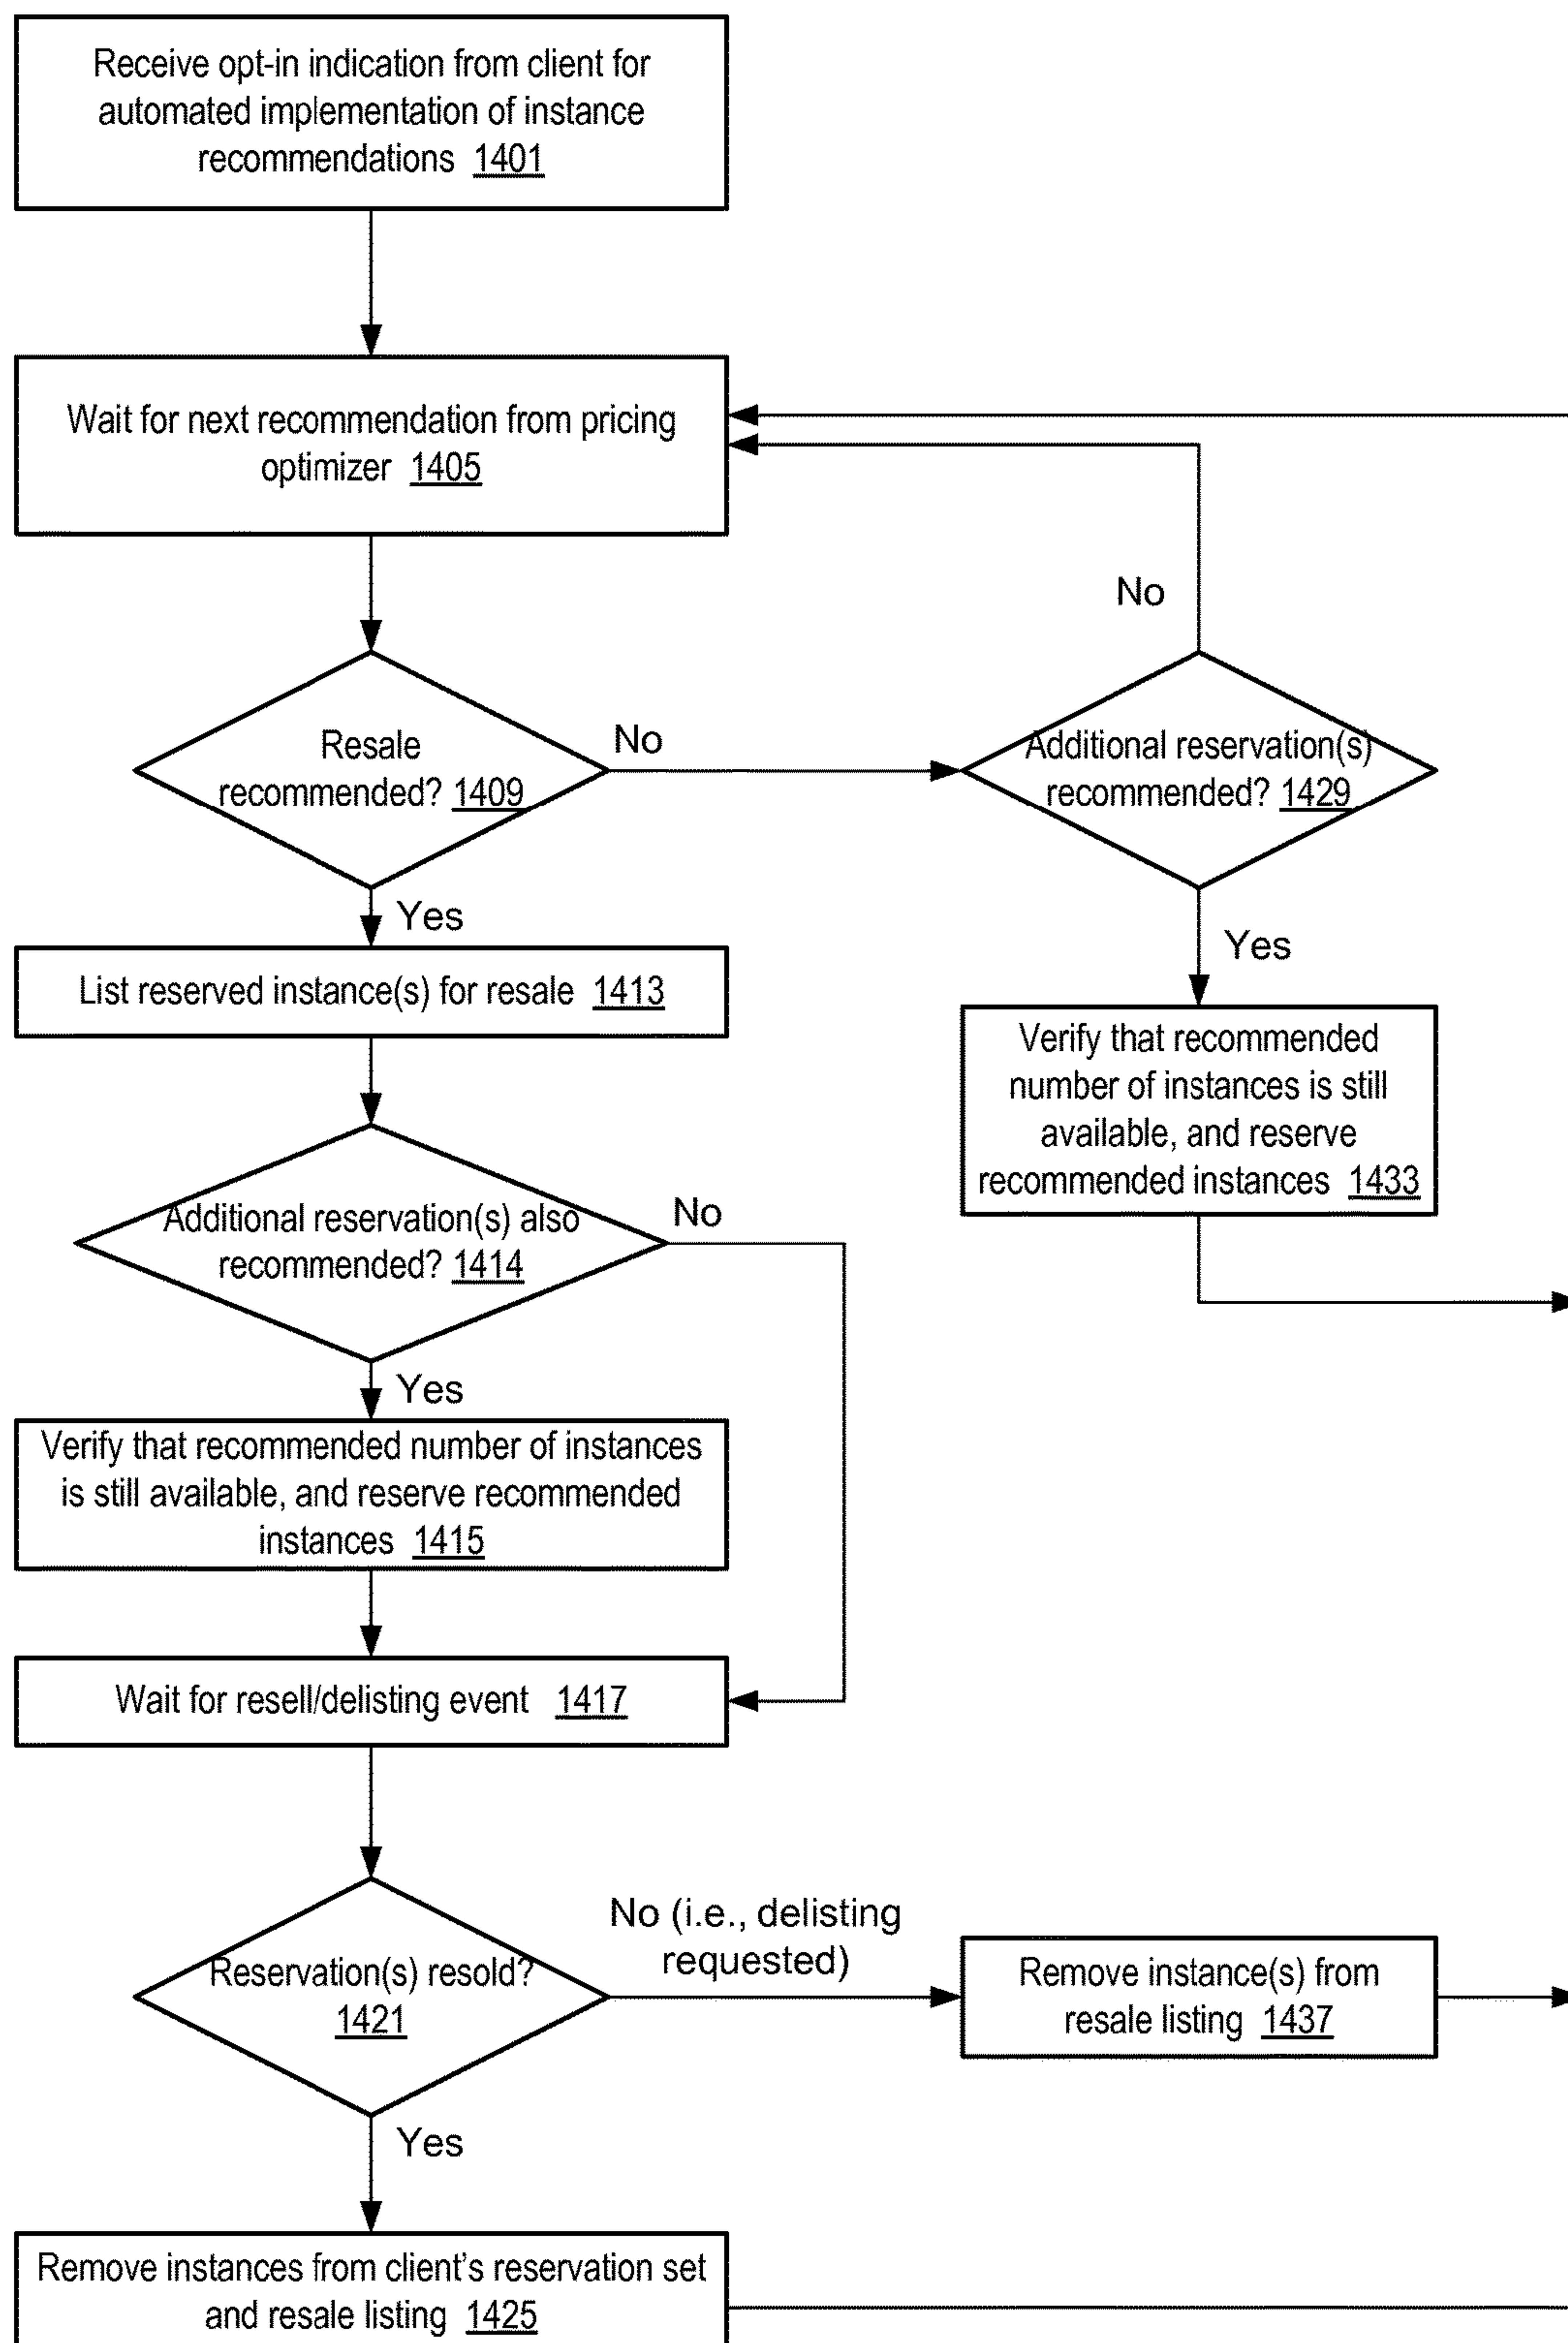 Receive opt-in indication from client for
automated implementation of instance
recommendations 1401
Wait for next recommendation from pricing
optimizer 1405
No
Resale
recommended? 1409
No
Additional reservation(s)
recommended? 1429
Yes
Yes
List reserved instance(s) for resale 1413
Verify that recommended
number of instances is still
available, and reserve
recommended instances 1433
Additional reservation(s) also
recommended? 1414
No
Yes
Verify that recommended number of instances
is still available, and reserve recommended
instances 1415
Wait for resell/delisting event 1417
Reservation(s) resold?
1421
No (i.e., delisting
requested)
Remove instance(s) from
resale listing 1437
Yes
Remove instances from client's reservation set
and resale listing 1425